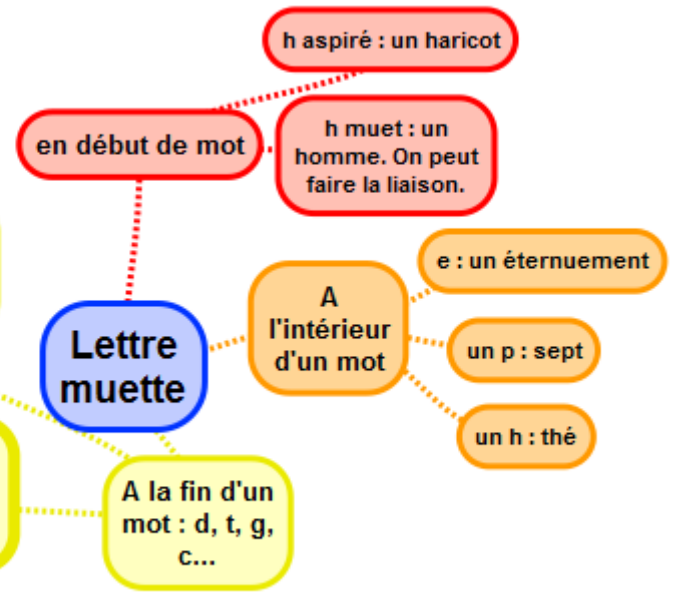 h aspiré : un haricot
en début de mot
h muet : un
homme. On peut
faire la liaison.
e : un éternuement
A
l'intérieur
d'un mot
Lettre
muette
un p : sept
un h : thé
A la fin d'un
mot : d, t, g,
c...